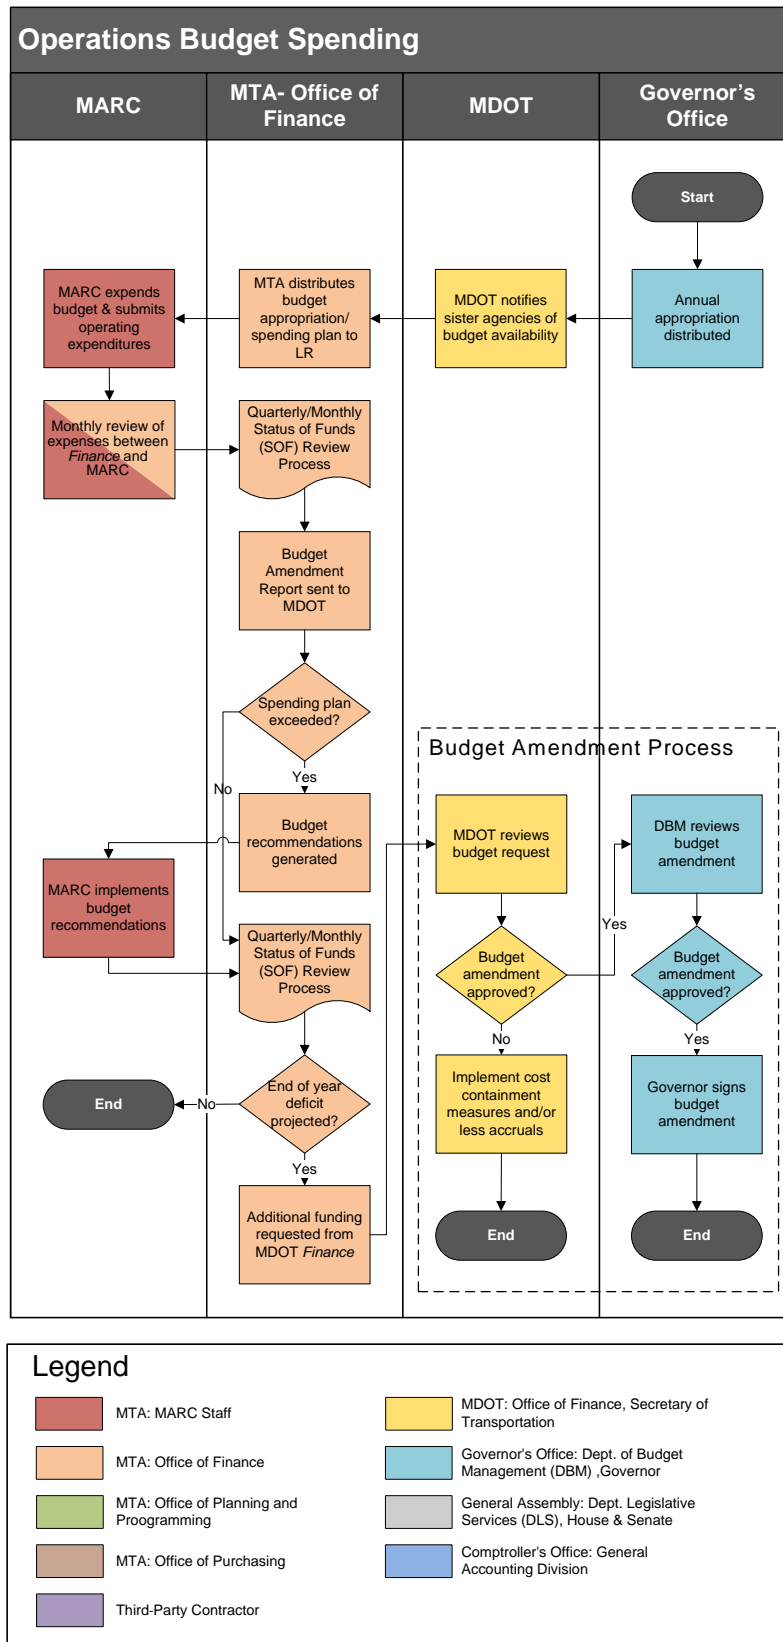 Operations Budget Spending
MARC
MTA- Office of
Finance
MDOT
Governor's
Office
Start
MARC expends
budget & submits
operating
expenditures
MTA distributes
budget
appropriation/
spending plan to
LR
MDOT notifies
sister agencies of
budget availability
Annual
appropriation
distributed
Monthly review of
expenses between
Finance and
MARC
Quarterly/Monthly
Status of Funds
(SOF) Review
Process
Budget
Amendment
Report sent to
MDOT
Spending plan
exceeded?
Yes
No
Budget
recommendations
generated
MARC implements
budget
recommendations
Quarterly/Monthly
Status of Funds
(SOF) Review
Process
End of year
deficit
projected?
No
End
Yes
Additional funding
requested from
MDOT Finance
Budget Amendment Process
MDOT reviews
budget request
DBM reviews
budget
amendment
Yes
Budget
amendment
approved?
Budget
amendment
approved?
No
Yes
Implement cost
containment
measures and/or
less accruals
Governor signs
budget
amendment
End
End
Legend
MTA: MARC Staff
MTA: Office of Finance
MTA: Office of Planning and
Proogramming
MTA: Office of Purchasing
Third-Party Contractor
MDOT: Office of Finance, Secretary of
Transportation
Governor's Office: Dept. of Budget
Management (DBM) ,Governor
General Assembly: Dept. Legislative
Services (DLS), House & Senate
Comptroller's Office: General
Accounting Division